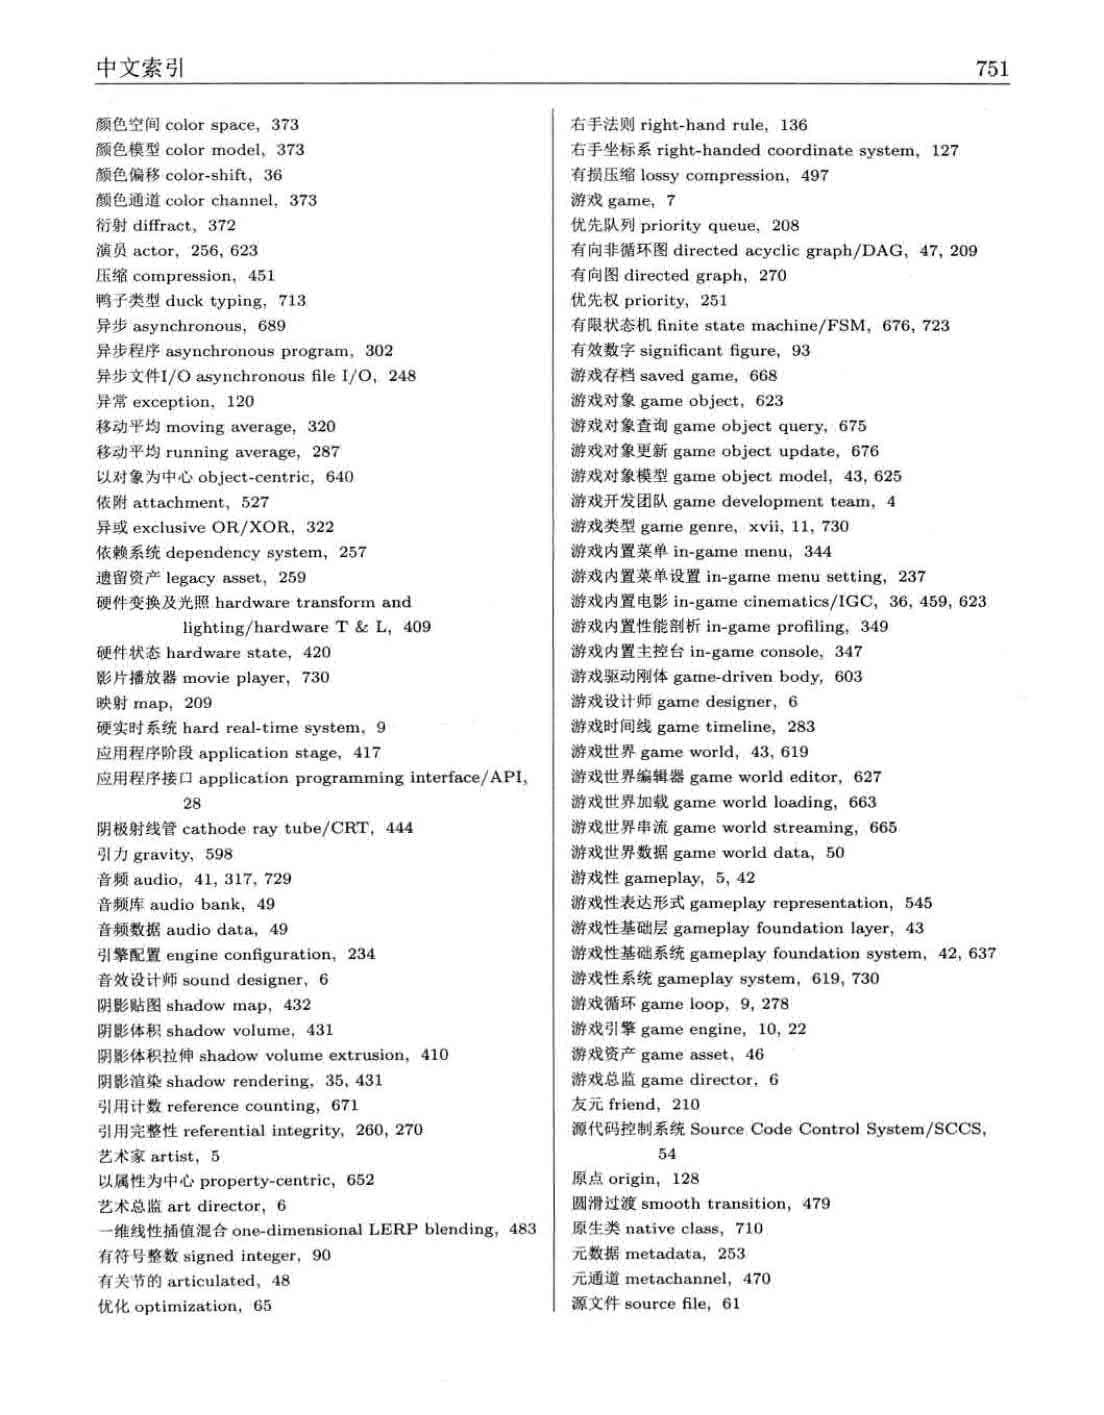 中文索引
751
颜色空间 color space, 373
颜色模型 color model, 373
颜色偏移 color-shift, 36
颜色通道 color channel, 373
衍射 diffract, 372
演员 actor, 256, 623
压缩 compression, 451
鸭子类型 duck typing, 713
异步 asynchronous, 689
异步程序 asynchronous program, 302
异步文件I/O asynchronous file I/O, 248
异常 exception, 120
移动平均 moving average, 320
移动平均 running average, 287
以对象为中心 object-centric, 640
依附 attachment, 527
异或 exclusive OR/XOR, 322
依赖系统 dependency system, 257
遗留资产 legacy asset, 259
硬件变换及光照 hardware transform and
lighting/hardware T & L, 409
硬件状态 hardware state, 420
影片播放器 movie player, 730
映射 map, 209
硬实时系统 hard real-time system, 9
应用程序阶段 application stage, 417
应用程序接口 application programming interface/API,
28
阴极射线管 cathode ray tube/CRT, 444
引力 gravity, 598
音频 audio, 41, 317, 729
音频库 audio bank, 49
音频数据 audio data, 49
引擎配置 engine configuration, 234
音效设计师 sound designer, 6
阴影贴图 shadow map, 432
阴影体积 shadow volume, 431
阴影体积拉伸 shadow volume extrusion, 410
阴影渲染 shadow rendering, 35, 431
引用计数 reference counting, 671
引用完整性 referential integrity, 260, 270
艺术家 artist, 5
以属性为中心 property-centric, 652
艺术总监 art director, 6
一维线性插值混合 one-dimensional LERP blending, 483
有符号整数 signed integer, 90
有关节的 articulated, 48
优化 optimization, 65
右手法则 right-hand rule, 136
右手坐标系 right-handed coordinate system, 127
有损压缩 lossy compression, 497
游戏 game, 7
优先队列 priority queue, 208
有向非循环图 directed acyclic graph/DAG, 47, 209
有向图 directed graph, 270
优先权 priority, 251
有限状态机 finite state machine/FSM, 676, 723
有效数字 significant figure, 93
游戏存档 saved game, 668
游戏对象 game object, 623
游戏对象查询 game object query, 675
游戏对象更新 game object update, 676
游戏对象模型 game object model, 43, 625
游戏开发团队 game development team, 4
游戏类型 game genre, xvii, 11, 730
游戏内置菜单 in-game menu, 344
游戏内置菜单设置 in-game menu setting, 237
游戏内置电影 in-game cinematics/IGC, 36, 459, 623
游戏内置性能剖析 in-game profiling, 349
游戏内置主控台 in-game console, 347
游戏驱动刚体 game-driven body, 603
游戏设计师 game designer, 6
游戏时间线 game timeline, 283
游戏世界 game world, 43, 619
游戏世界编辑器 game world editor, 627
游戏世界加载 game world loading, 663
游戏世界串流 game world streaming, 665
游戏世界数据 game world data, 50
游戏性 gameplay, 5, 42
游戏性表达形式 gameplay representation, 545
游戏性基础层 gameplay foundation layer, 43
游戏性基础系统 gameplay foundation system, 42, 637
游戏性系统 gameplay system, 619, 730
游戏循环 game loop, 9, 278
游戏引擎 game engine, 10, 22
游戏资产 game asset, 46
游戏总监 game director, 6
友元 friend, 210
源代码控制系统 Source Code Control System/SCCS,
54
原点 origin, 128
圆滑过渡 smooth transition, 479
原生类 native class, 710
元数据 metadata, 253
元通道 metachannel, 470
源文件 source file, 61